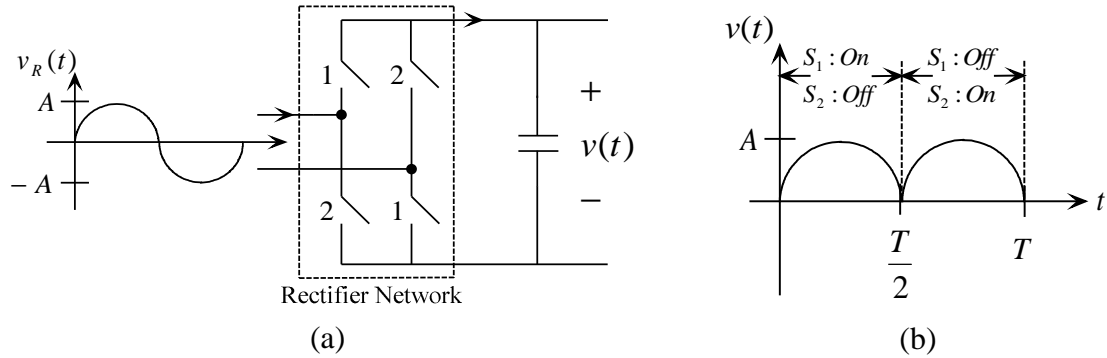 v_R(t)
A
− A
1
2
2
1
+
v(t)
−
Rectifier Network
(a)
v(t)
S_1 : On
S_1 : Off
S_2 : Off
S_2 : On
A
t
T/2
T
(b)